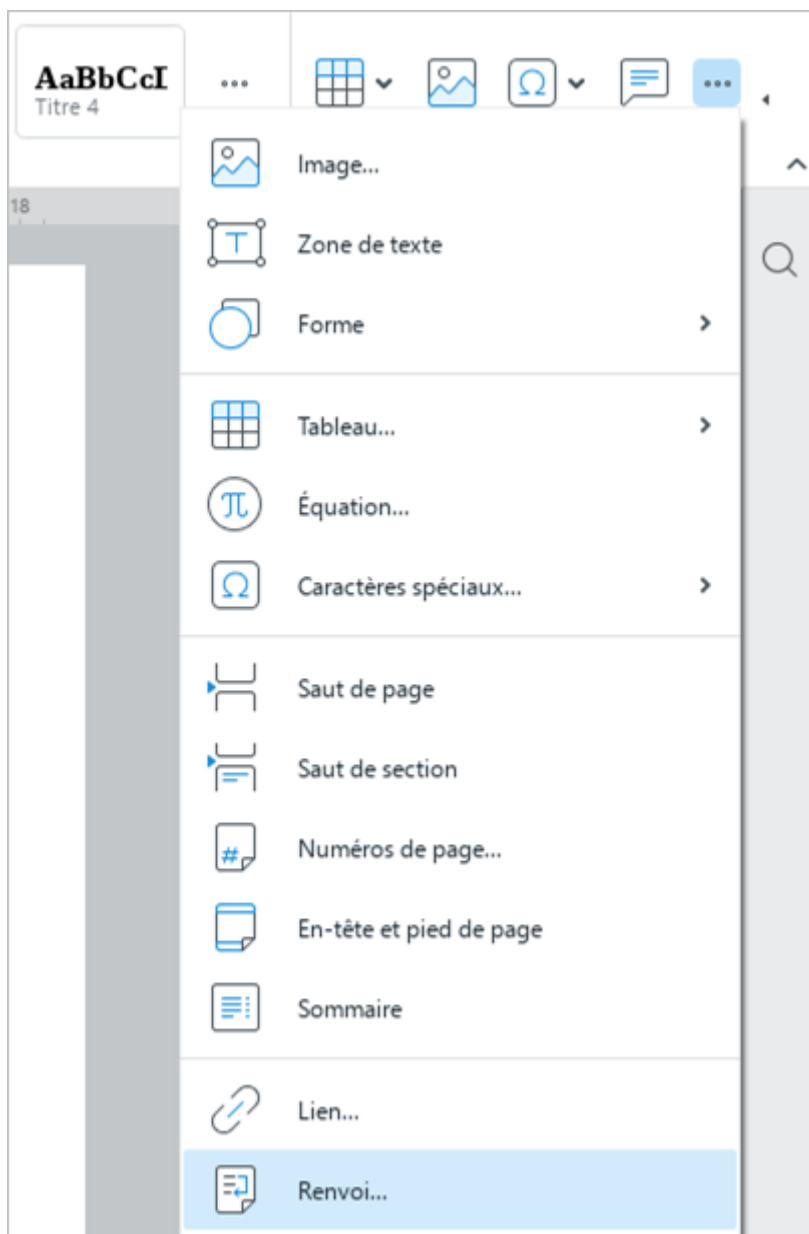 AaBbCcI
Titre 4
Image...
18
Zone de texte
Forme
Tableau...
Équation...
Caractères spéciaux...
Saut de page
Saut de section
Numéros de page...
En-tête et pied de page
Sommaire
Lien...
Renvoi...